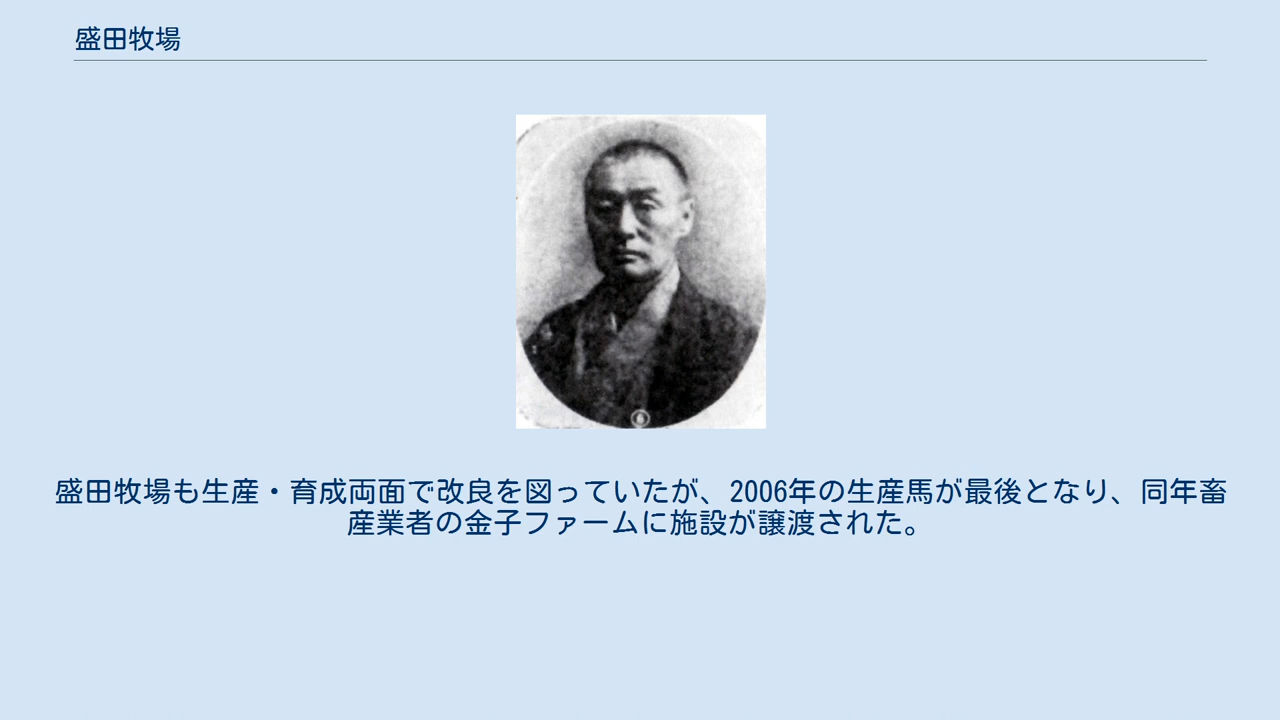 盛田牧場
盛田牧場も生産・育成両面で改良を図っていたが、2006年の生産馬が最後となり、同年畜
産業者の金子ファームに施設が譲渡された。